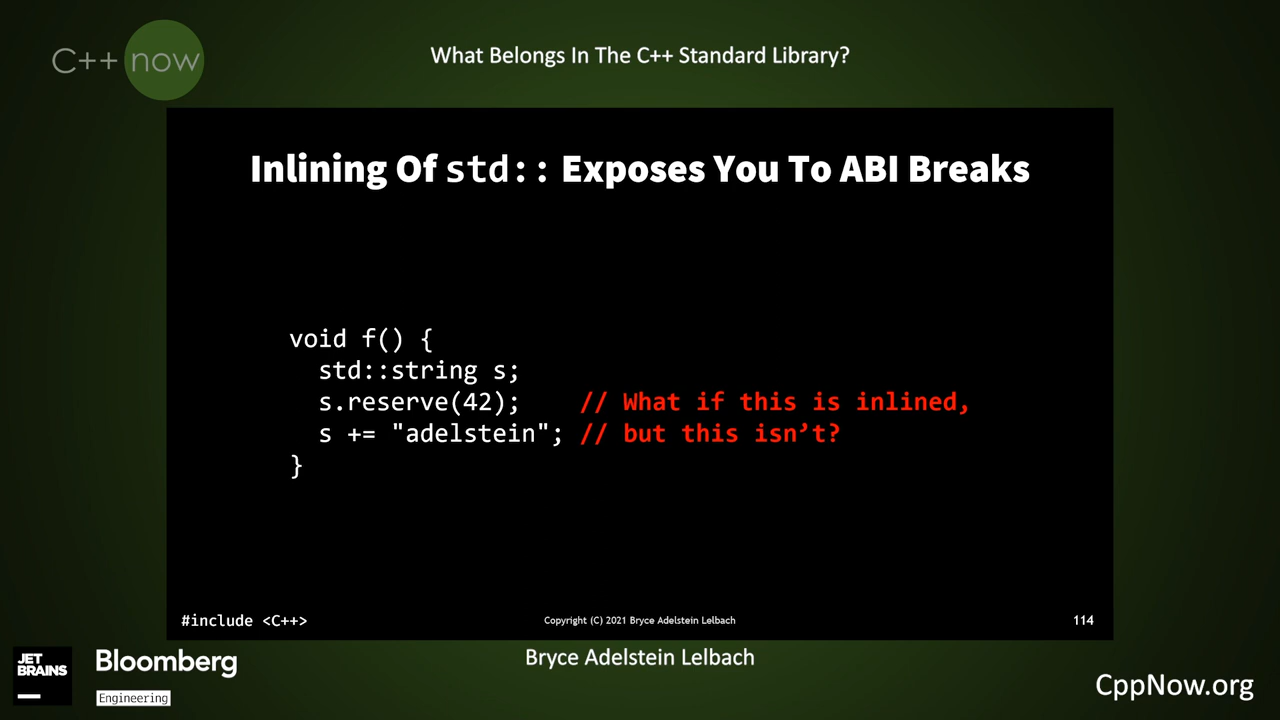 C++ now
What Belongs In The C++ Standard Library?
Inlining Of std:: Exposes You To ABI Breaks
void f() {
  std::string s;
  s.reserve(42);    // What if this is inlined,
  s += "adelstein"; // but this isn’t?
}
#include <C++>
Copyright (C) 2021 Bryce Adelstein Lelbach
114
JET
BRAINS
Bloomberg
Engineering
Bryce Adelstein Lelbach
CppNow.org